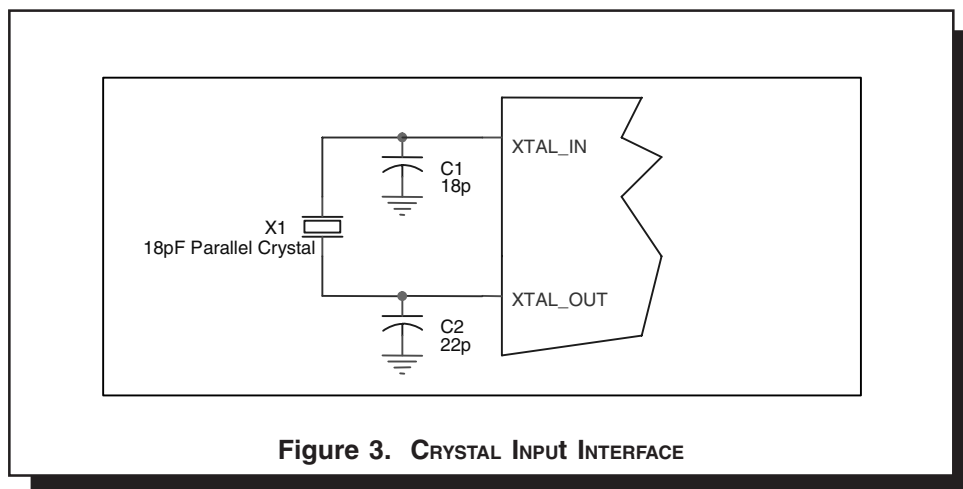 XTAL_IN
C1
18p
X1
18pF Parallel Crystal
XTAL_OUT
C2
22p
Figure 3. CRYSTAL INPUt INTERFACE